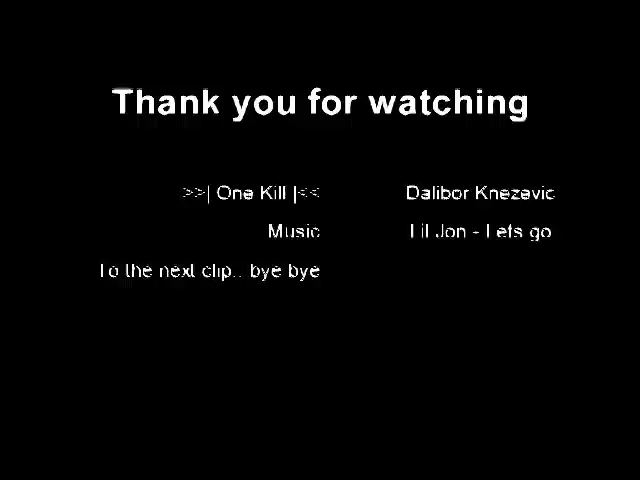 Thank you for watching
>>| One Kill |<< Dalibor Knezevic
Music Lil Jon - Lets go
To the next clip.. bye bye